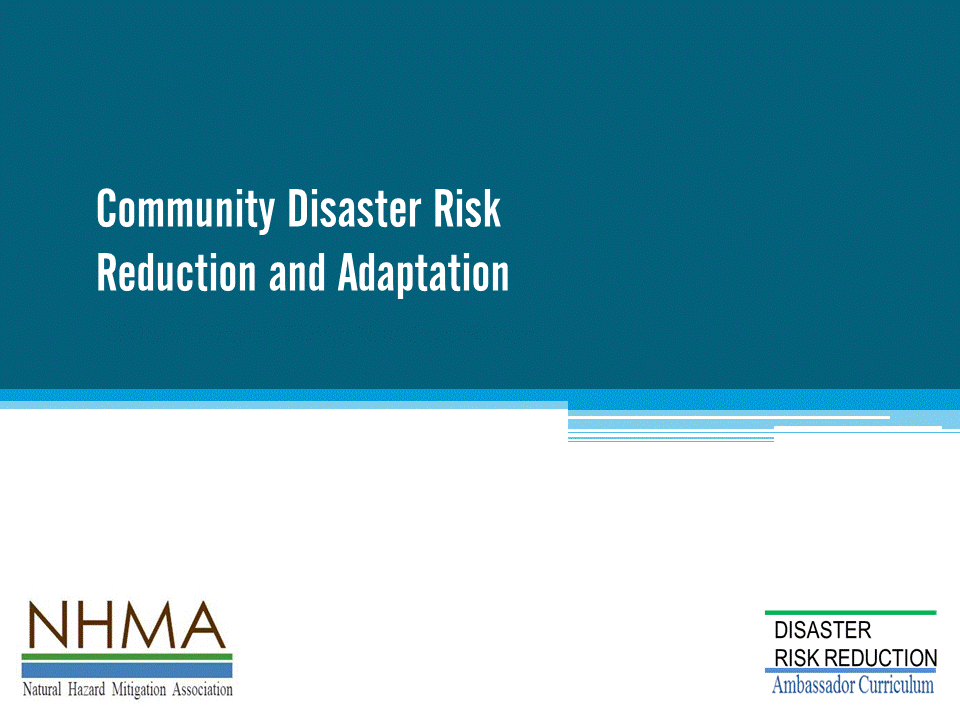 Community Disaster Risk
Reduction and Adaptation
NHMA
Natural Hazard Mitigation Association
DISASTER
RISK REDUCTION
Ambassador Curriculum